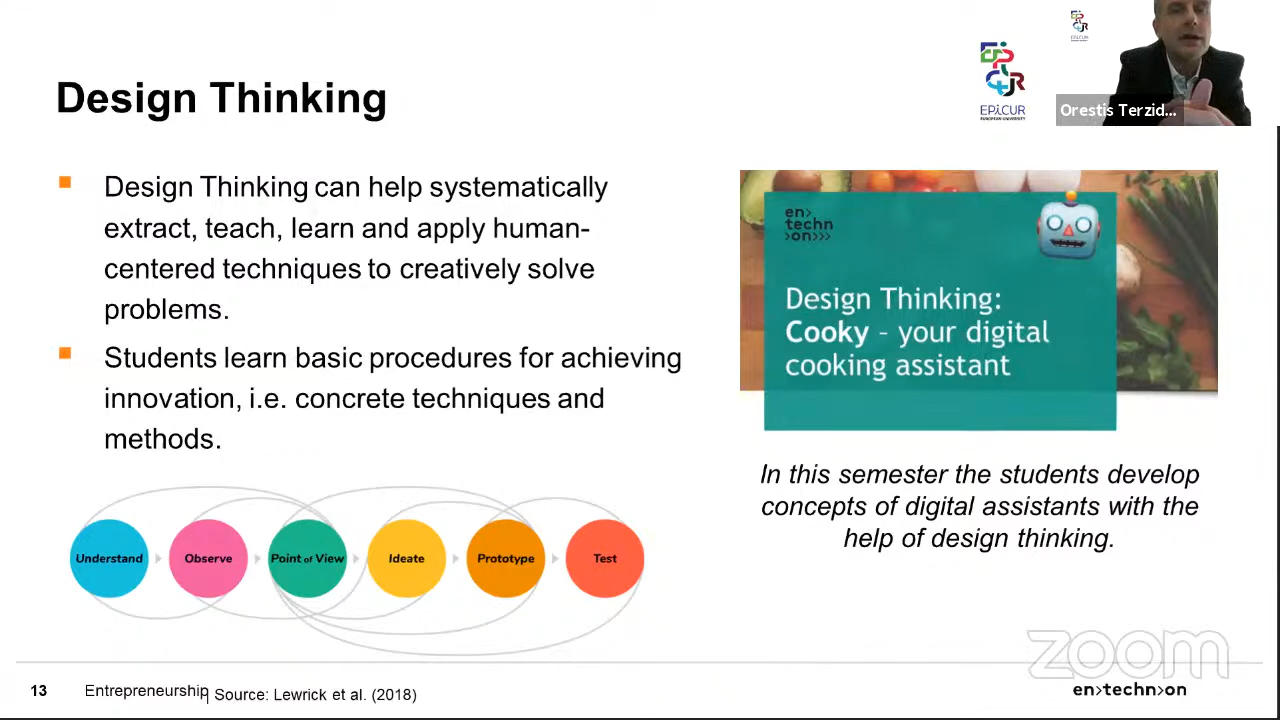 Design Thinking
EPICUR
EUROPEAN UNIVERSITY
EPICUR
Orestis Terzid...
Design Thinking can help systematically
extract, teach, learn and apply human-
centered techniques to creatively solve
problems.
Students learn basic procedures for achieving
innovation, i.e. concrete techniques and
methods.
Understand
Observe
Point of View
Ideate
Prototype
Test
en>
techn
>on>>>
Design Thinking:
Cooky – your digital
cooking assistant
In this semester the students develop
concepts of digital assistants with the
help of design thinking.
zoom
13
Entrepreneurship
| Source: Lewrick et al. (2018)
en>techn>on